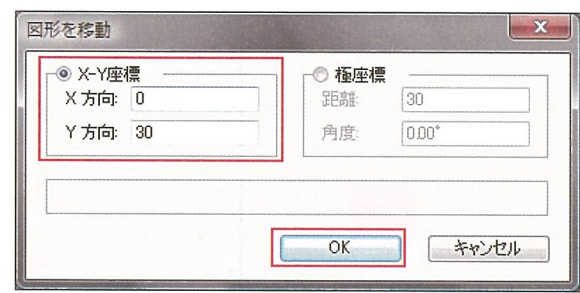 図形を移動
X-Y座標
X 方向: 0
Y 方向: 30
極座標
距離: 30
角度: 0.00°
OK
キャンセル